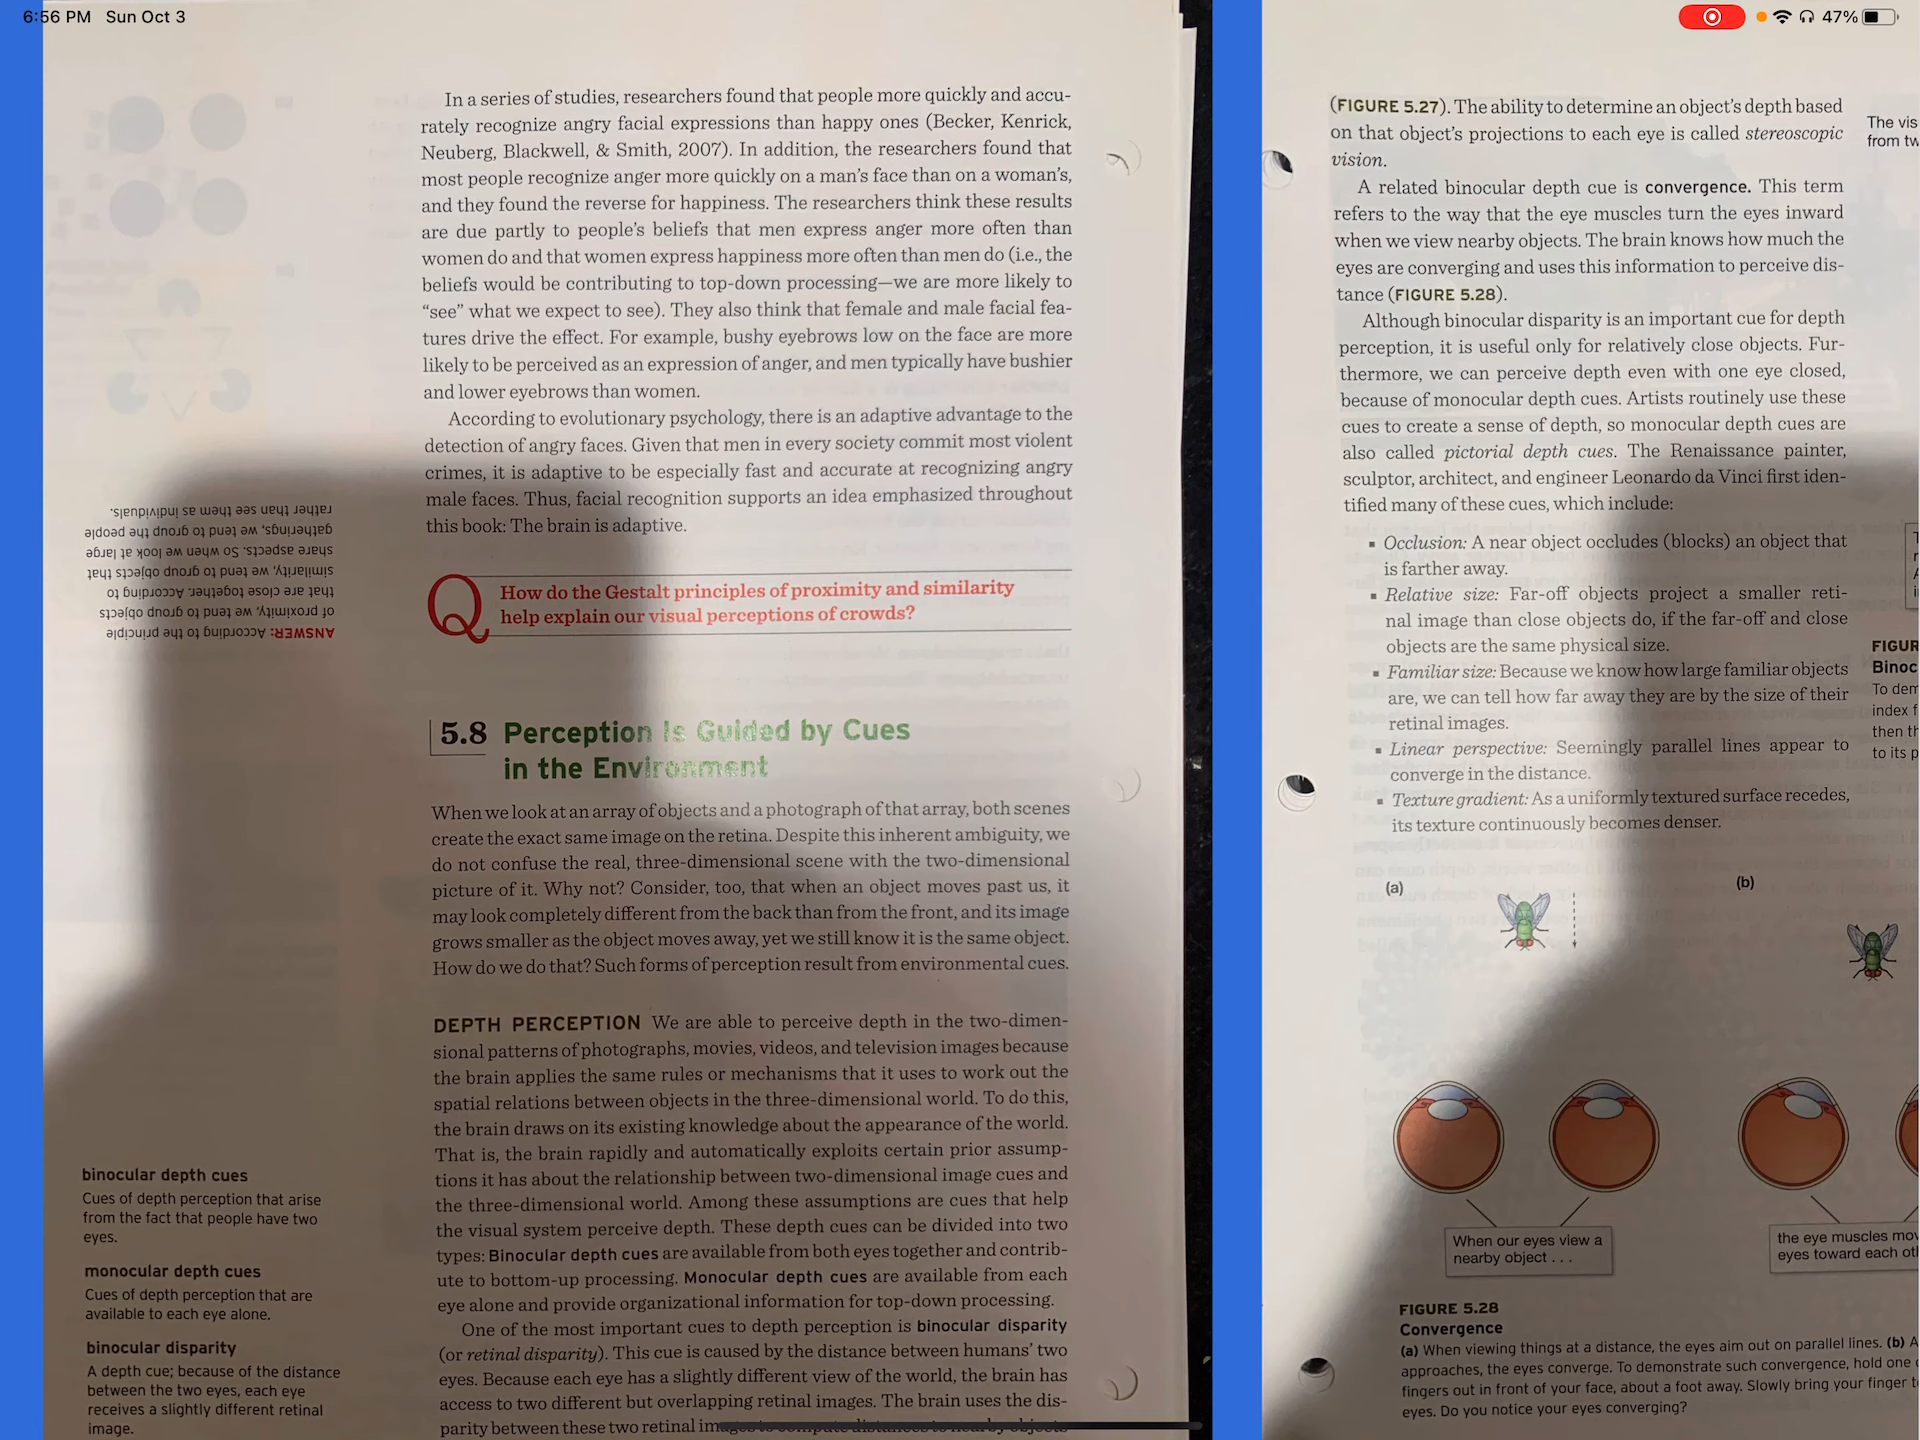 6:56 PM Sun Oct 3
47%
In a series of studies, researchers found that people more quickly and accu-
rately recognize angry facial expressions than happy ones (Becker, Kenrick,
Neuberg, Blackwell, & Smith, 2007). In addition, the researchers found that
most people recognize anger more quickly on a man's face than on a woman's,
and they found the reverse for happiness. The researchers think these results
are due partly to people's beliefs that men express anger more often than
women do and that women express happiness more often than men do (i.e., the
beliefs would be contributing to top-down processing—we are more likely to
"see" what we expect to see). They also think that female and male facial fea-
tures drive the effect. For example, bushy eyebrows low on the face are more
likely to be perceived as an expression of anger, and men typically have bushier
and lower eyebrows than women.
According to evolutionary psychology, there is an adaptive advantage to the
detection of angry faces. Given that men in every society commit most violent
crimes, it is adaptive to be especially fast and accurate at recognizing angry
male faces. Thus, facial recognition supports an idea emphasized throughout
this book: The brain is adaptive.
Q How do the Gestalt principles of proximity and similarity
help explain our visual perceptions of crowds?
ANSWER: According to the principle
of proximity, we tend to group objects
that are close together. According to
similarity, we tend to group objects that
share aspects. So when we look at large
gatherings, we tend to group the people
rather than see them as individuals.
5.8 Perception Is Guided by Cues
in the Environment
When we look at an array of objects and a photograph of that array, both scenes
create the exact same image on the retina. Despite this inherent ambiguity, we
do not confuse the real, three-dimensional scene with the two-dimensional
picture of it. Why not? Consider, too, that when an object moves past us, it
may look completely different from the back than from the front, and its image
grows smaller as the object moves away, yet we still know it is the same object.
How do we do that? Such forms of perception result from environmental cues.
DEPTH PERCEPTION We are able to perceive depth in the two-dimen-
sional patterns of photographs, movies, videos, and television images because
the brain applies the same rules or mechanisms that it uses to work out the
spatial relations between objects in the three-dimensional world. To do this,
the brain draws on its existing knowledge about the appearance of the world.
That is, the brain rapidly and automatically exploits certain prior assump-
tions it has about the relationship between two-dimensional image cues and
the three-dimensional world. Among these assumptions are cues that help
the visual system perceive depth. These depth cues can be divided into two
types: Binocular depth cues are available from both eyes together and contrib-
ute to bottom-up processing. Monocular depth cues are available from each
eye alone and provide organizational information for top-down processing.
One of the most important cues to depth perception is binocular disparity
(or retinal disparity). This cue is caused by the distance between humans' two
eyes. Because each eye has a slightly different view of the world, the brain has
access to two different but overlapping retinal images. The brain uses the dis-
parity between these two retinal images to compute distances to nearby objects
binocular depth cues
Cues of depth perception that arise
from the fact that people have two
eyes.
monocular depth cues
Cues of depth perception that are
available to each eye alone.
binocular disparity
A depth cue; because of the distance
between the two eyes, each eye
receives a slightly different retinal
image.
(FIGURE 5.27). The ability to determine an object's depth based
on that object's projections to each eye is called stereoscopic
vision.
A related binocular depth cue is convergence. This term
refers to the way that the eye muscles turn the eyes inward
when we view nearby objects. The brain knows how much the
eyes are converging and uses this information to perceive dis-
tance (FIGURE 5.28).
Although binocular disparity is an important cue for depth
perception, it is useful only for relatively close objects. Fur-
thermore, we can perceive depth even with one eye closed,
because of monocular depth cues. Artists routinely use these
cues to create a sense of depth, so monocular depth cues are
also called pictorial depth cues. The Renaissance painter,
sculptor, architect, and engineer Leonardo da Vinci first iden-
tified many of these cues, which include:
▪ Occlusion: A near object occludes (blocks) an object that
is farther away.
▪ Relative size: Far-off objects project a smaller reti-
nal image than close objects do, if the far-off and close
objects are the same physical size.
▪ Familiar size: Because we know how large familiar objects
are, we can tell how far away they are by the size of their
retinal images.
▪ Linear perspective: Seemingly parallel lines appear to
converge in the distance.
▪ Texture gradient: As a uniformly textured surface recedes,
its texture continuously becomes denser.
The vis
from tw
FIGUR
Binoc
To dem
index f
then th
to its p
(a)
(b)
When our eyes view a
nearby object . . .
the eye muscles mov
eyes toward each ot
FIGURE 5.28
Convergence
(a) When viewing things at a distance, the eyes aim out on parallel lines. (b) A
approaches, the eyes converge. To demonstrate such convergence, hold one
fingers out in front of your face, about a foot away. Slowly bring your finger t
eyes. Do you notice your eyes converging?